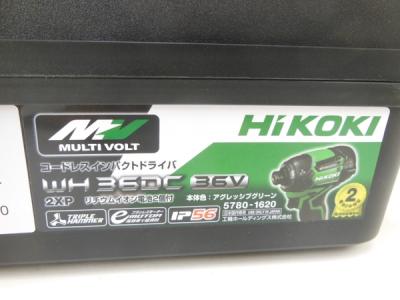 MV
MULTI VOLT
HiKOKI
コードレスインパクトドライバ
WH 36DC 36V
2XP リチウムイオン電池2個付
本体色：アグレッシブグリーン
5780-1620
工機ホールディングス株式会社
TRIPLE HAMMER
IP56
2
0